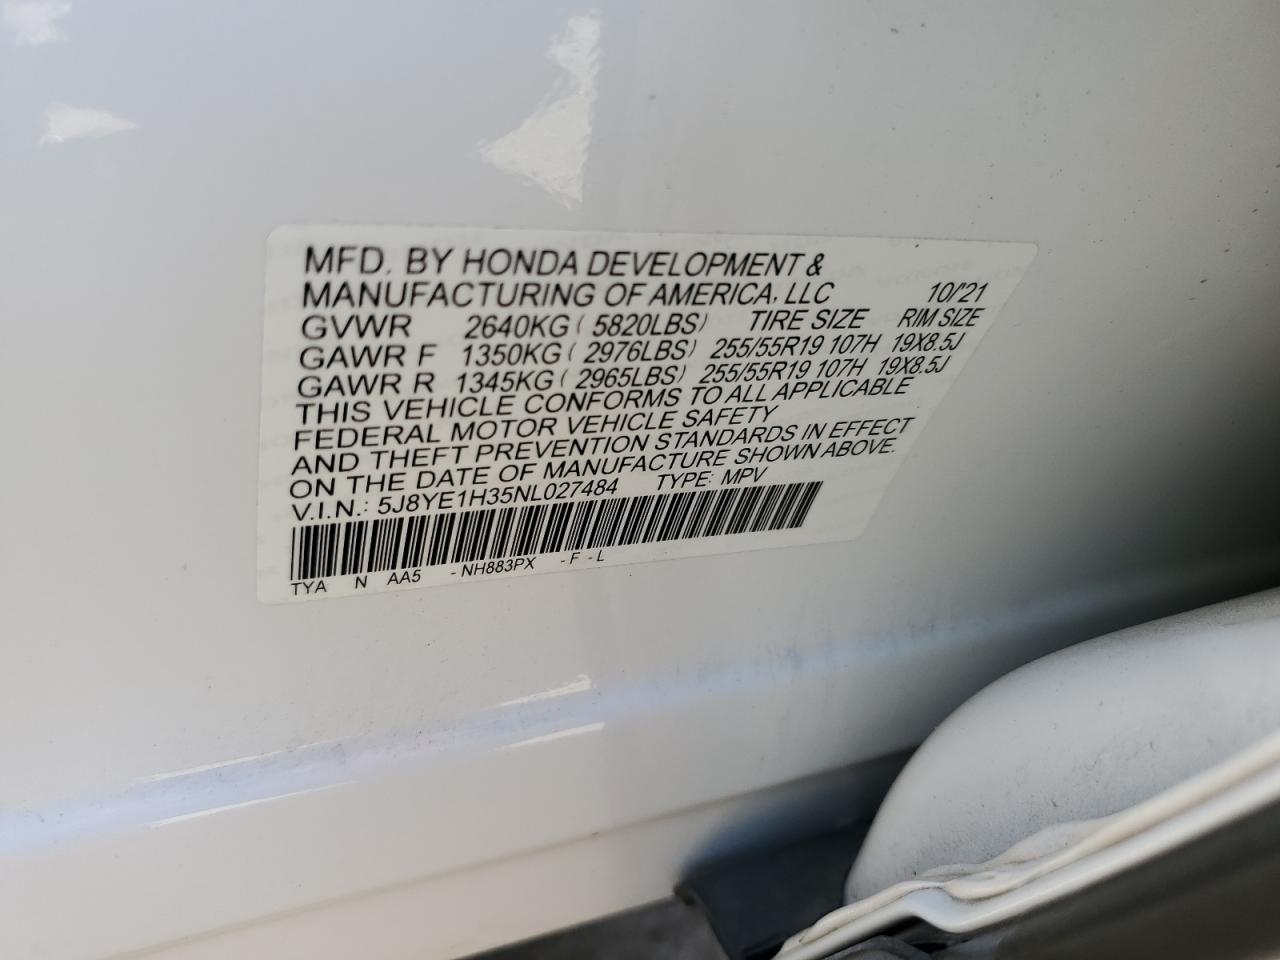 MFD. BY HONDA DEVELOPMENT &
MANUFACTURING OF AMERICA, LLC 10/'21
GVWR 2640KG ( 5820LBS) TIRE SIZE RIM SIZE
GAWR F 1350KG ( 2976LBS) 255/55R19 107H 19X8.5J
GAWR R 1345KG ( 2965LBS) 255/55R19 107H 19X8.5J
THIS VEHICLE CONFORMS TO ALL APPLICABLE
FEDERAL MOTOR VEHICLE SAFETY
AND THEFT PREVENTION STANDARDS IN EFFECT
ON THE DATE OF MANUFACTURE SHOWN ABOVE.
V.I.N.: 5J8YE1H35NL027484 TYPE: MPV
TYA N AA5 - NH883PX - F - L